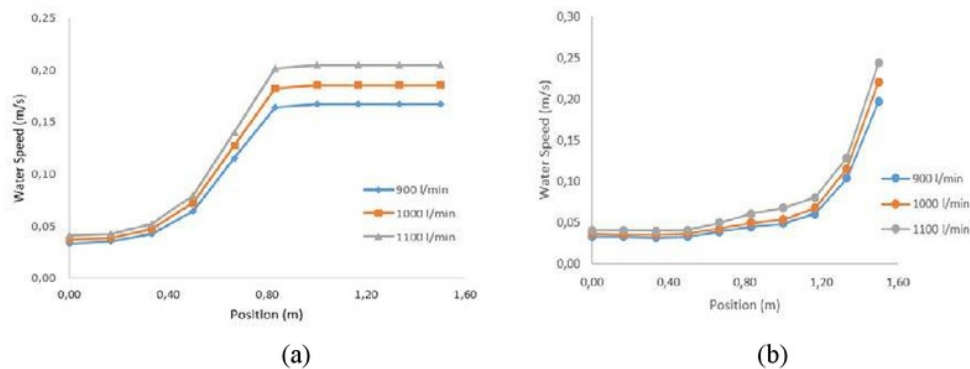 0,25
0,20
0,15
0,10
0,05
0,00
Water Speed (m/s)
900 l/min
1000 l/min
1100 l/min
0,00 0,40 0,80 1,20 1,60
Position (m)
(a)
0,30
0,25
0,20
0,15
0,10
0,05
0,00
Water Speed (m/s)
900 l/min
1000 l/min
1100 l/min
0,00 0,40 0,80 1,20 1,60
Position (m)
(b)